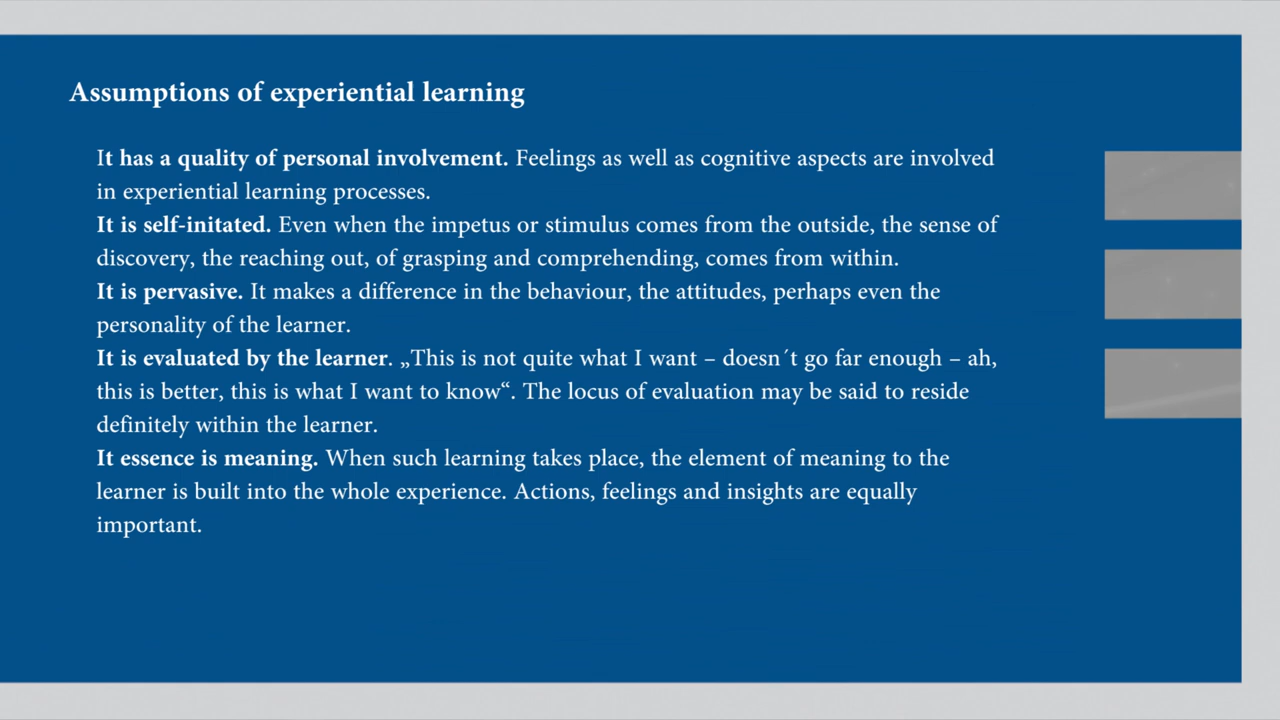 Assumptions of experiential learning
It has a quality of personal involvement. Feelings as well as cognitive aspects are involved
in experiential learning processes.
It is self-initated. Even when the impetus or stimulus comes from the outside, the sense of
discovery, the reaching out, of grasping and comprehending, comes from within.
It is pervasive. It makes a difference in the behaviour, the attitudes, perhaps even the
personality of the learner.
It is evaluated by the learner. „This is not quite what I want – doesn´t go far enough – ah,
this is better, this is what I want to know“. The locus of evaluation may be said to reside
definitely within the learner.
It essence is meaning. When such learning takes place, the element of meaning to the
learner is built into the whole experience. Actions, feelings and insights are equally
important.